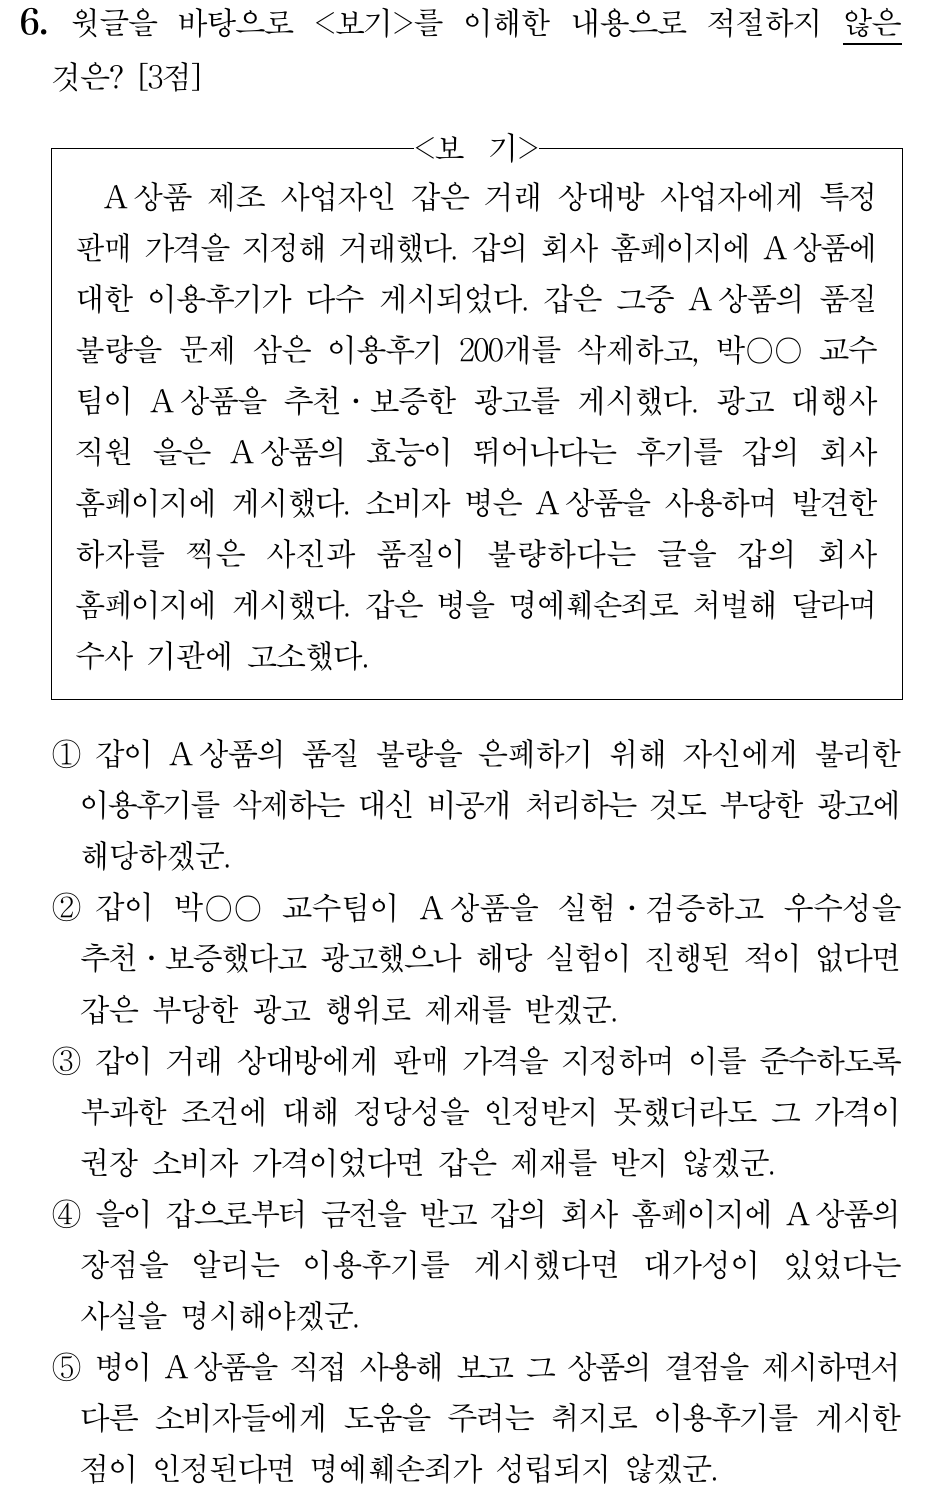 6. 윗글을 바탕으로 <보기>를 이해한 내용으로 적절하지 않은
것은? [3점]
<보 기>
A 상품 제조 사업자인 갑은 거래 상대방 사업자에게 특정
판매 가격을 지정해 거래했다. 갑의 회사 홈페이지에 A 상품에
대한 이용후기가 다수 게시되었다. 갑은 그중 A 상품의 품질
불량을 문제 삼은 이용후기 200개를 삭제하고, 박○○ 교수
팀이 A 상품을 추천・보증한 광고를 게시했다. 광고 대행사
직원 을은 A 상품의 효능이 뛰어나다는 후기를 갑의 회사
홈페이지에 게시했다. 소비자 병은 A 상품을 사용하며 발견한
하자를 찍은 사진과 품질이 불량하다는 글을 갑의 회사
홈페이지에 게시했다. 갑은 병을 명예훼손죄로 처벌해 달라며
수사 기관에 고소했다.
① 갑이 A 상품의 품질 불량을 은폐하기 위해 자신에게 불리한
이용후기를 삭제하는 대신 비공개 처리하는 것도 부당한 광고에
해당하겠군.
② 갑이 박○○ 교수팀이 A 상품을 실험・검증하고 우수성을
추천・보증했다고 광고했으나 해당 실험이 진행된 적이 없다면
갑은 부당한 광고 행위로 제재를 받겠군.
③ 갑이 거래 상대방에게 판매 가격을 지정하며 이를 준수하도록
부과한 조건에 대해 정당성을 인정받지 못했더라도 그 가격이
권장 소비자 가격이었다면 갑은 제재를 받지 않겠군.
④ 을이 갑으로부터 금전을 받고 갑의 회사 홈페이지에 A 상품의
장점을 알리는 이용후기를 게시했다면 대가성이 있었다는
사실을 명시해야겠군.
⑤ 병이 A 상품을 직접 사용해 보고 그 상품의 결점을 제시하면서
다른 소비자들에게 도움을 주려는 취지로 이용후기를 게시한
점이 인정된다면 명예훼손죄가 성립되지 않겠군.